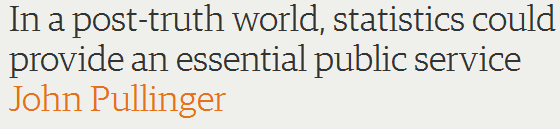 In a post-truth world, statistics could
provide an essential public service
John Pullinger